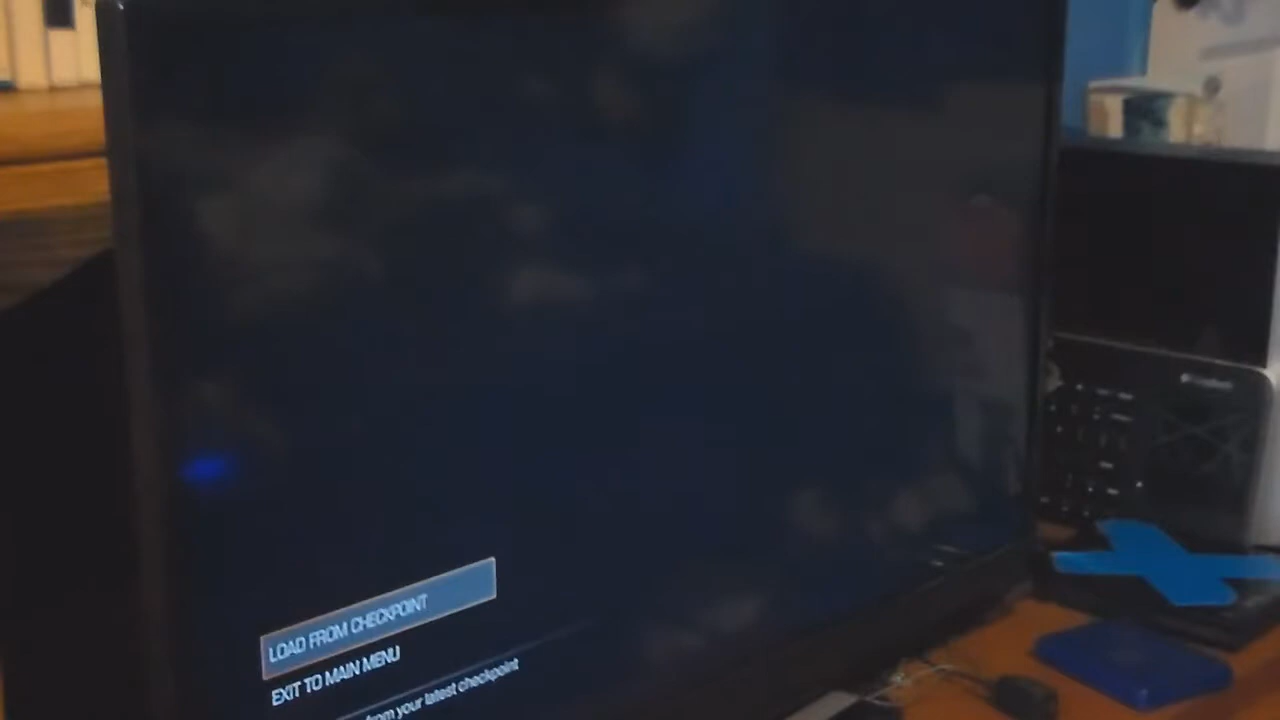 LOAD FROM CHECKPOINT
EXIT TO MAIN MENU
from your latest checkpoint